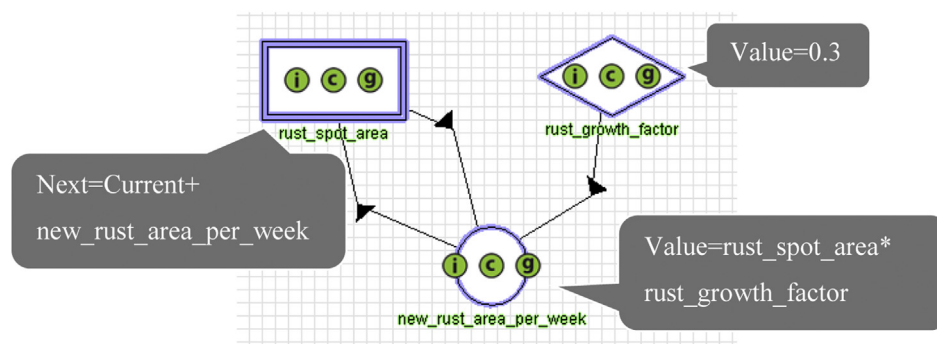 Value=0.3
i c g
i c g
rust_spot_area
rust_growth_factor
Next=Current+
new_rust_area_per_week
Value=rust_spot_area*
rust_growth_factor
i c g
new_rust_area_per_week